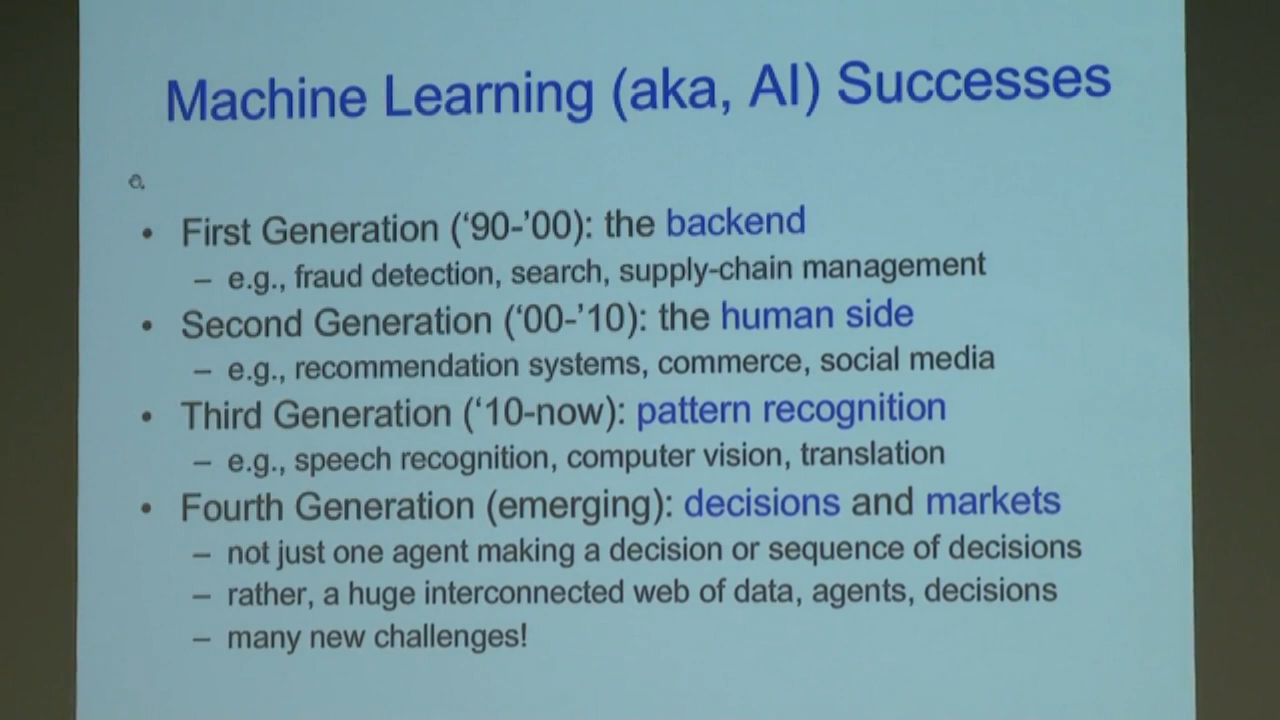 Machine Learning (aka, AI) Successes
• First Generation (‘90-’00): the backend
– e.g., fraud detection, search, supply-chain management
• Second Generation (‘00-’10): the human side
– e.g., recommendation systems, commerce, social media
• Third Generation (‘10-now): pattern recognition
– e.g., speech recognition, computer vision, translation
• Fourth Generation (emerging): decisions and markets
– not just one agent making a decision or sequence of decisions
– rather, a huge interconnected web of data, agents, decisions
– many new challenges!